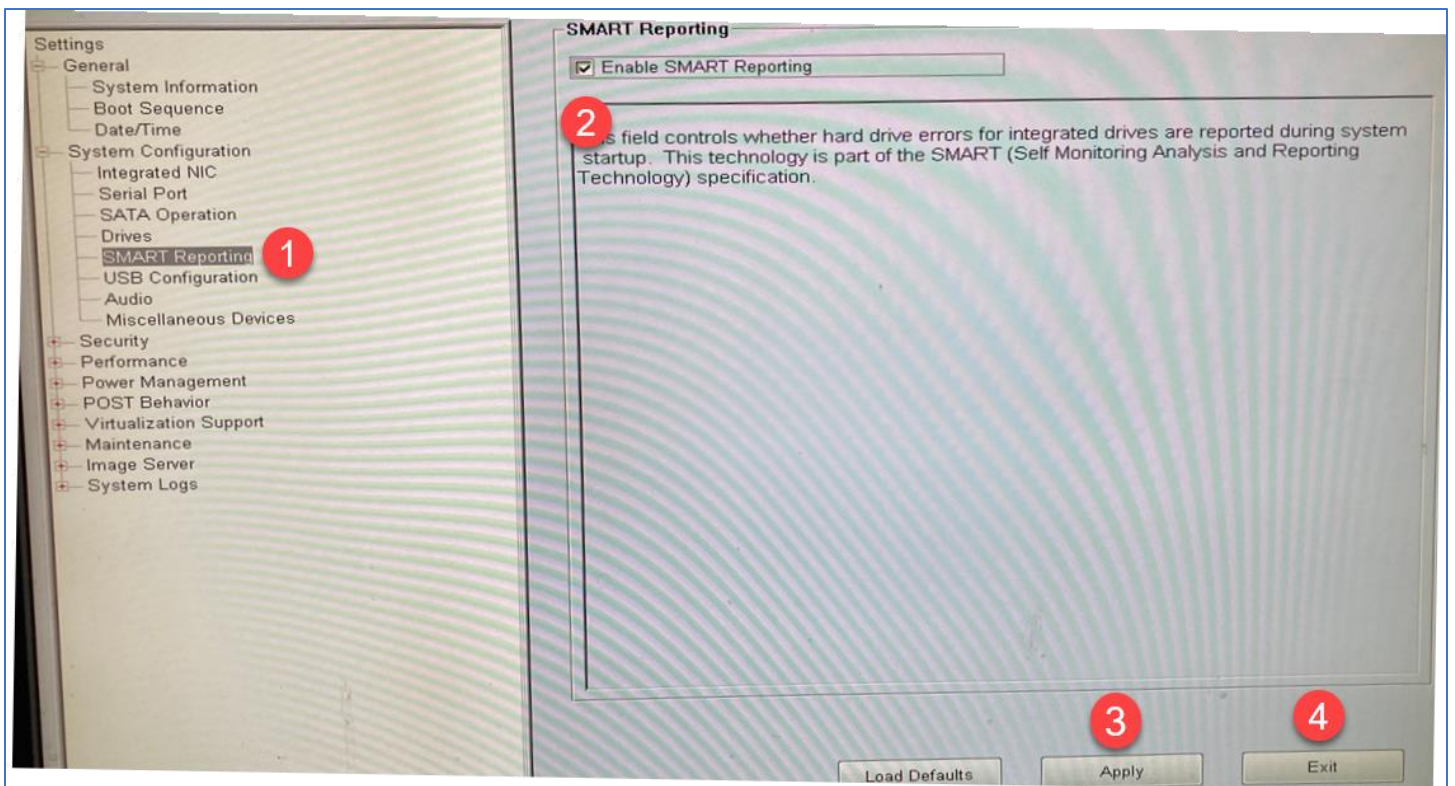 Settings
General
System Information
Boot Sequence
Date/Time
System Configuration
Integrated NIC
Serial Port
SATA Operation
Drives
SMART Reporting
1
USB Configuration
Audio
Miscellaneous Devices
Security
Performance
Power Management
POST Behavior
Virtualization Support
Maintenance
Image Server
System Logs
SMART Reporting
Enable SMART Reporting
2
field controls whether hard drive errors for integrated drives are reported during system
startup. This technology is part of the SMART (Self Monitoring Analysis and Reporting
Technology) specification.
3
4
Load Defaults
Apply
Exit